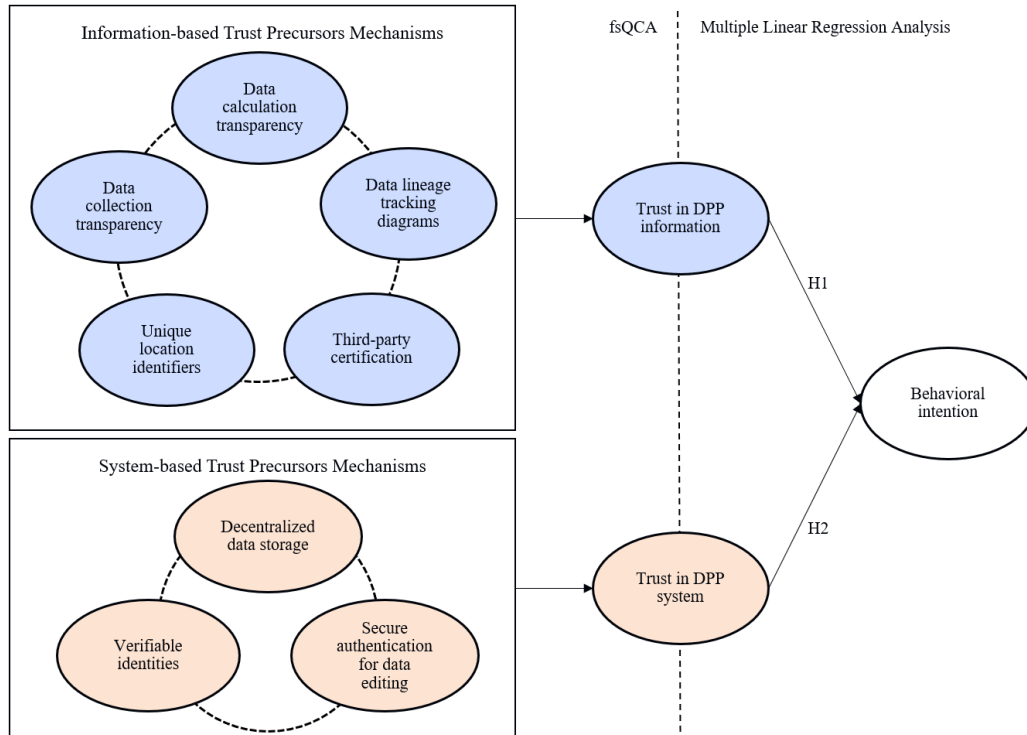 Information-based Trust Precursors Mechanisms
Data
calculation
transparency
Data
collection
transparency
Data lineage
tracking
diagrams
Unique
location
identifiers
Third-party
certification
System-based Trust Precursors Mechanisms
Decentralized
data storage
Verifiable
identities
Secure
authentication
for data
editing
fsQCA
Multiple Linear Regression Analysis
Trust in DPP
information
H1
Behavioral
intention
H2
Trust in DPP
system